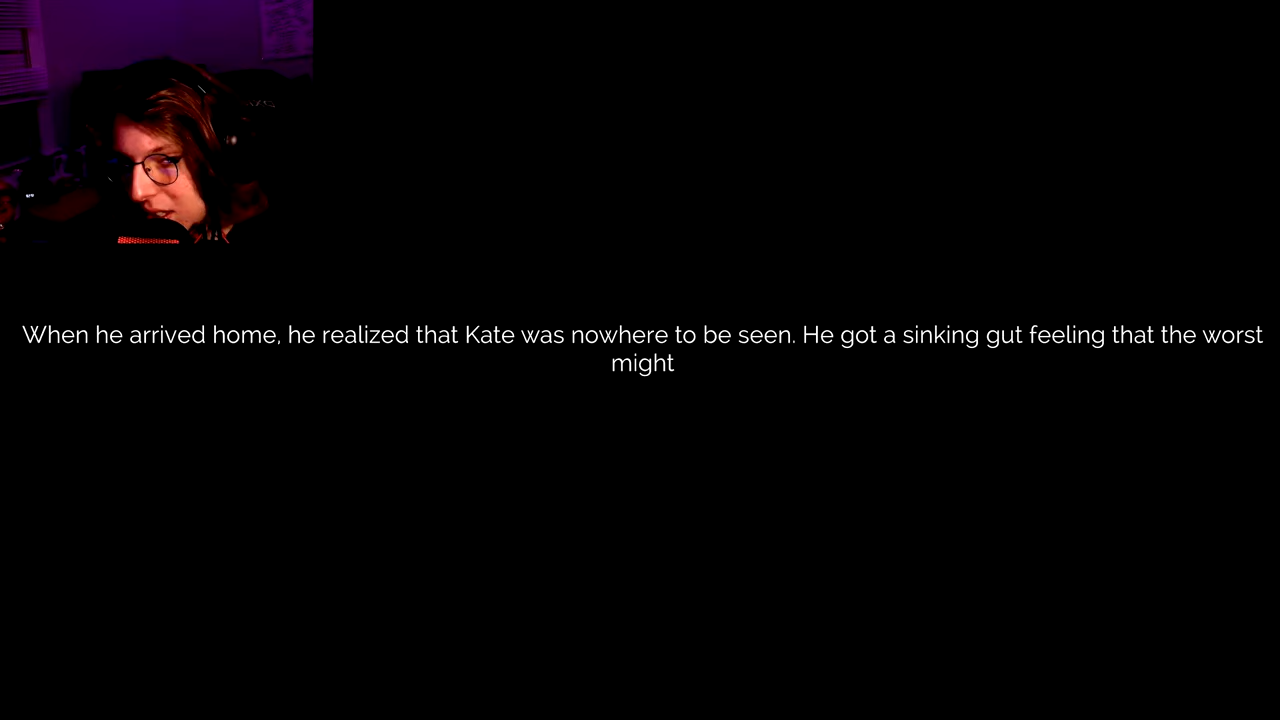 When he arrived home, he realized that Kate was nowhere to be seen. He got a sinking gut feeling that the worst
might